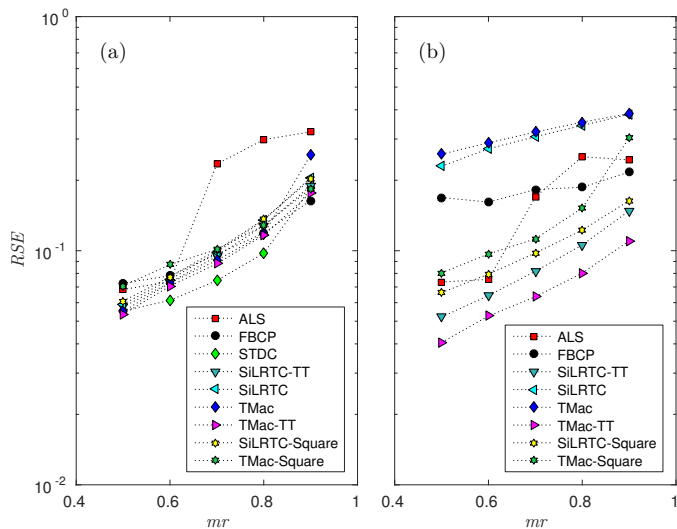 10^0
(a)
(b)
RSE
10^-1
ALS
FBCP
STDC
SiLRTC-TT
SiLRTC
TMac
TMac-TT
SiLRTC-Square
TMac-Square
ALS
FBCP
SiLRTC-TT
SiLRTC
TMac
TMac-TT
SiLRTC-Square
TMac-Square
10^-2
0.4 0.6 0.8 1
0.4 0.6 0.8 1
mr
mr